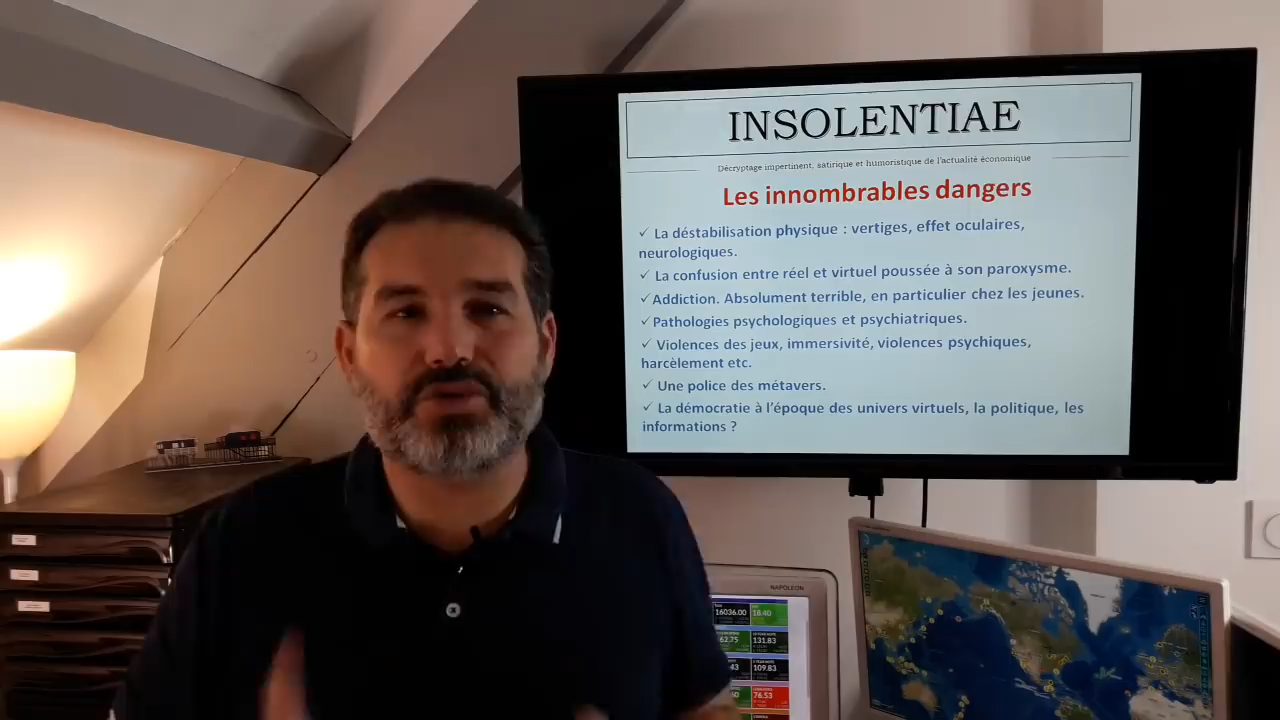 INSOLENTIAE
Décryptage impertinent, satirique et humoristique de l'actualité économique
Les innombrables dangers
✓ La déstabilisation physique : vertiges, effet oculaires,
neurologiques.
✓ La confusion entre réel et virtuel poussée à son paroxysme.
✓ Addiction. Absolument terrible, en particulier chez les jeunes.
✓ Pathologies psychologiques et psychiatriques.
✓ Violences des jeux, immersivité, violences psychiques,
harcèlement etc.
✓ Une police des métavers.
✓ La démocratie à l'époque des univers virtuels, la politique, les
informations ?
NAPOLEON
16036.00 18.40
62.75 131.83
43 109.83
76.53